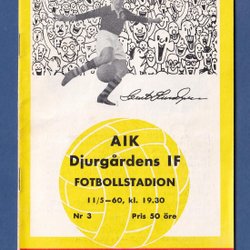 AIK
Djurgårdens IF
FOTBOLLSTADION
11/5-60, kl. 19.30
Nr 3 Pris 50 öre